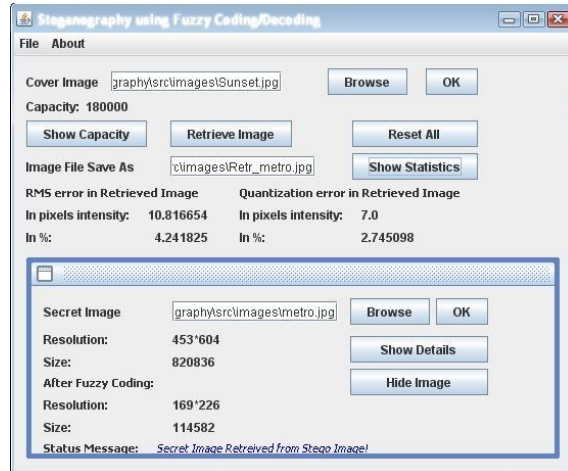 Steganography using Fuzzy Coding/Decoding
File About
Cover Image graphy\src\images\Sunset.jpg Browse OK
Capacity: 180000
Show Capacity Retrieve Image Reset All
Image File Save As rc\images\Retr_metro.jpg Show Statistics
RMS error in Retrieved Image Quantization error in Retrieved Image
In pixels intensity: 10.816654 In pixels intensity: 7.0
In %: 4.241825 In %: 2.745098
Secret Image graphy\src\images\metro.jpg Browse OK
Resolution: 453*604
Show Details
Size: 820836
After Fuzzy Coding: Hide Image
Resolution: 169*226
Size: 114582
Status Message: Secret Image Retreived from Stego Image!